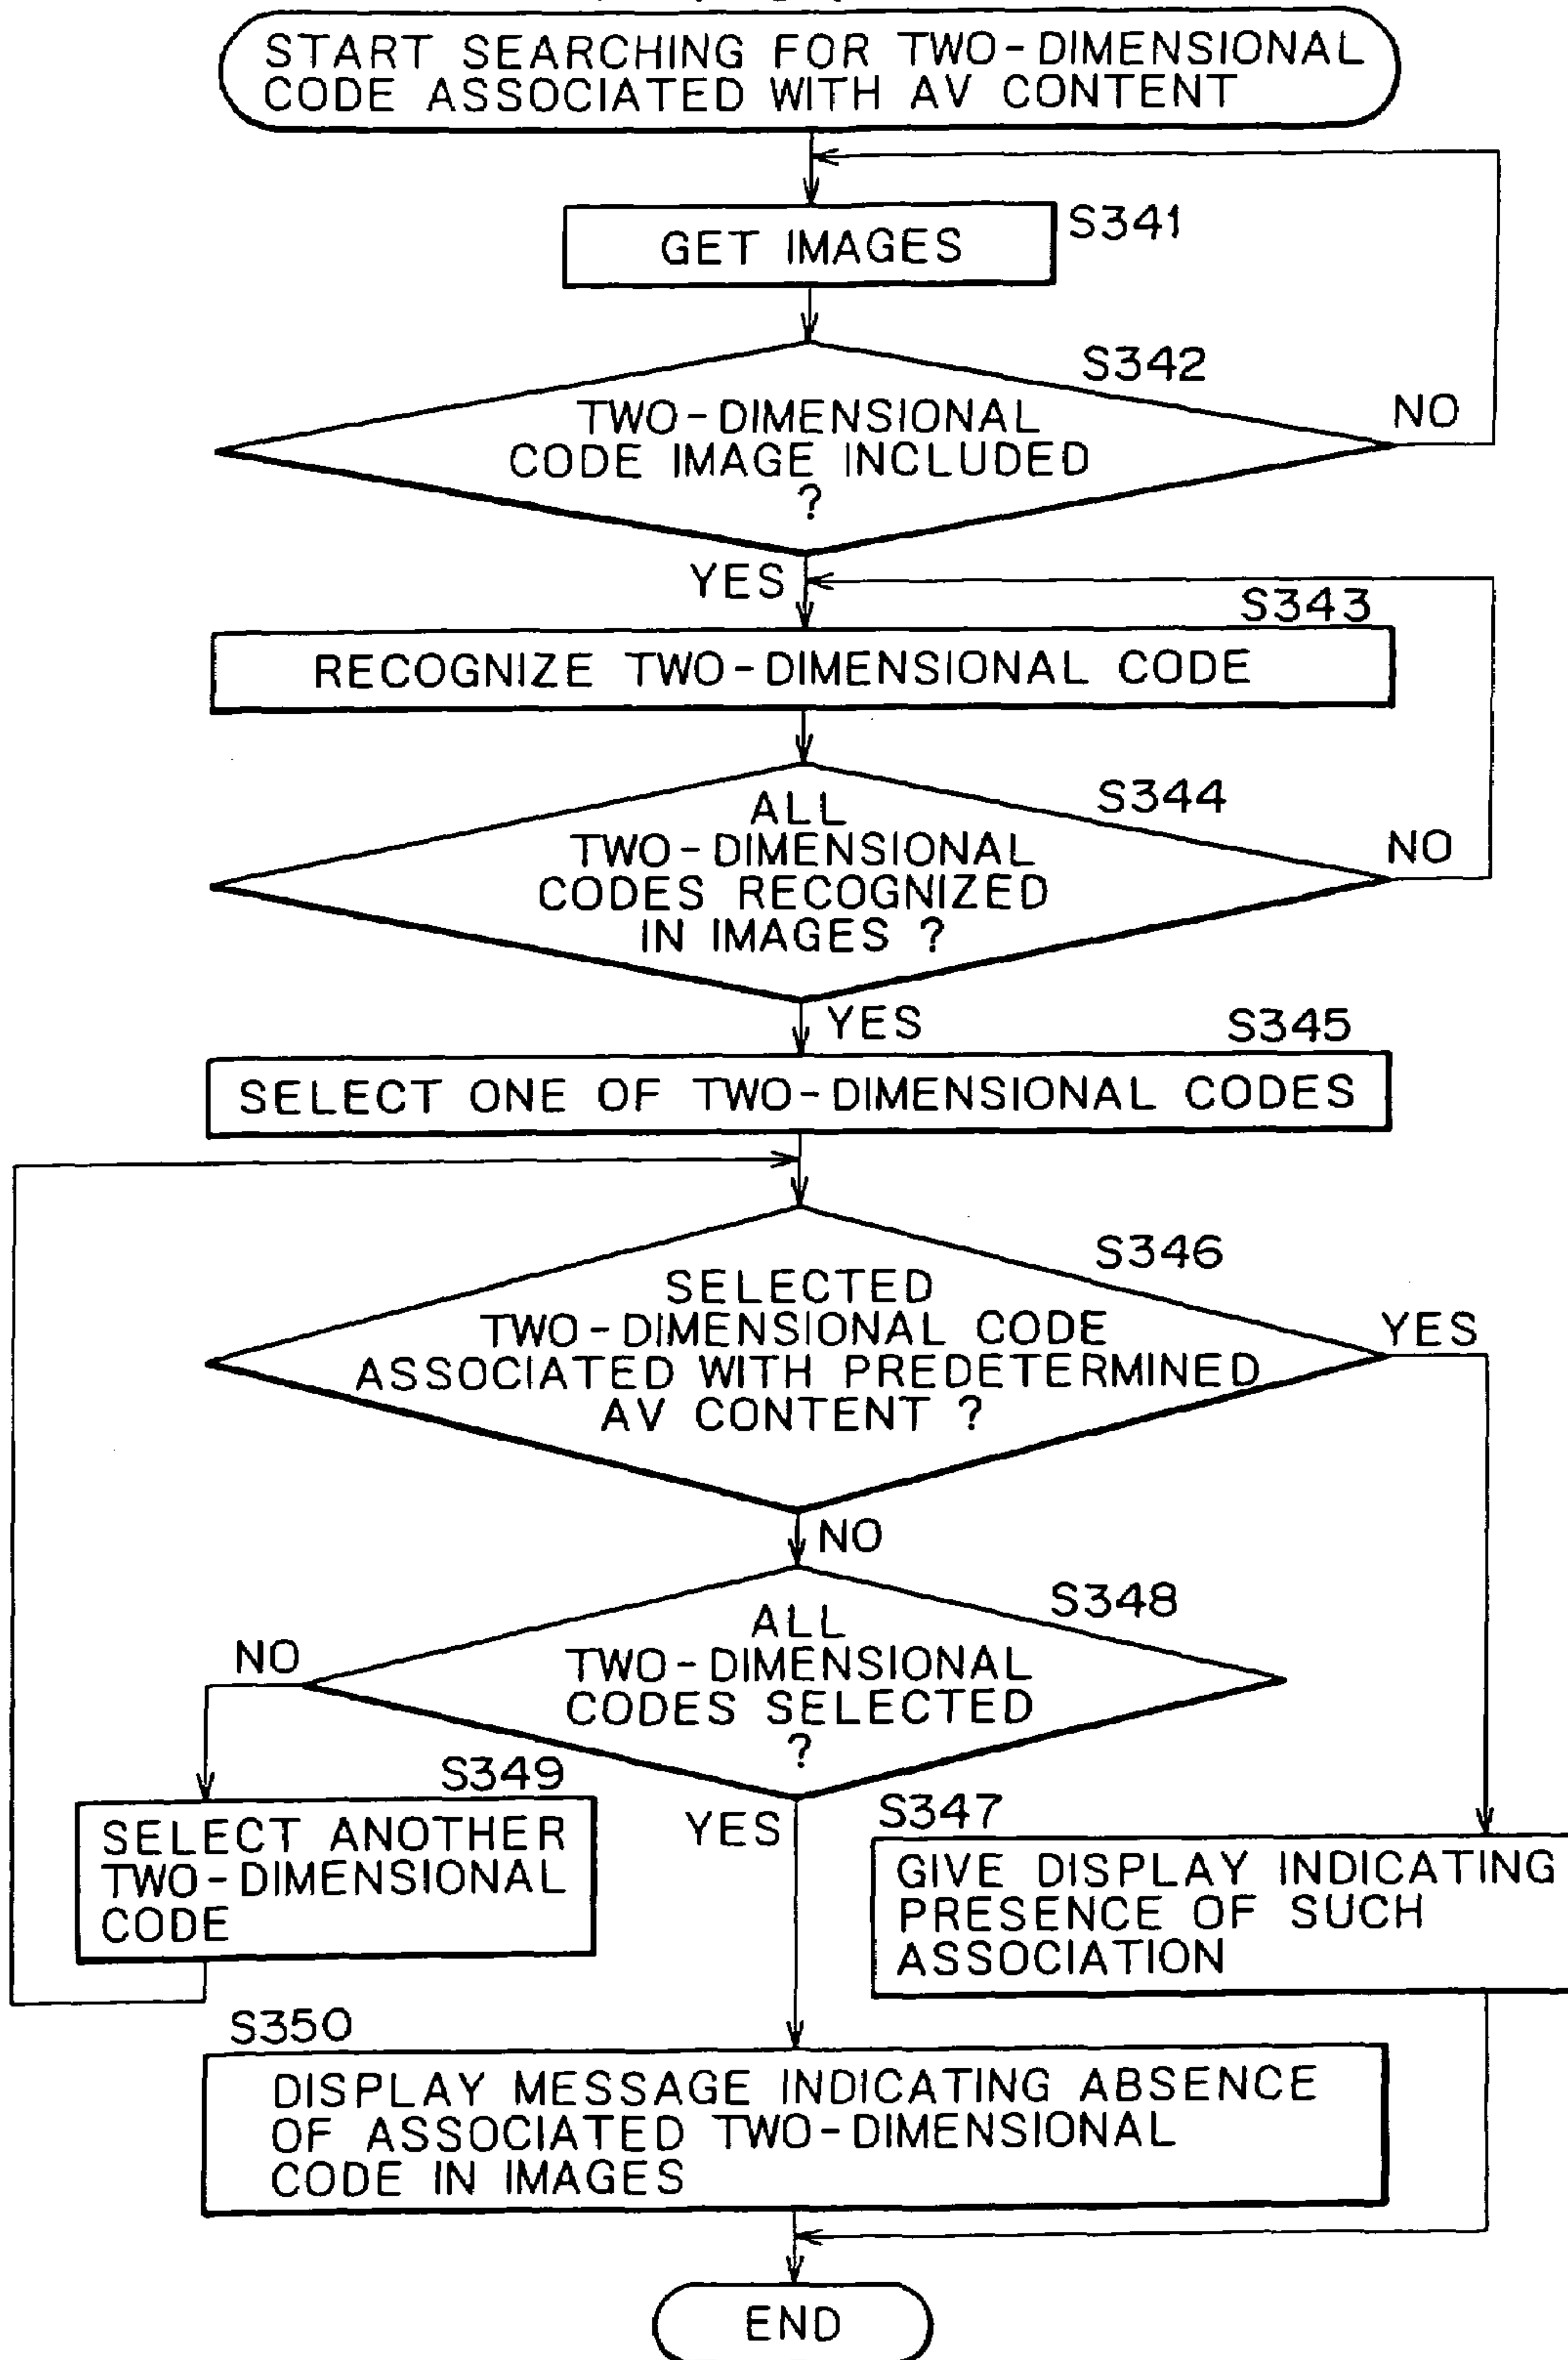 START SEARCHING FOR TWO-DIMENSIONAL
CODE ASSOCIATED WITH AV CONTENT
S341
GET IMAGES
S342
TWO-DIMENSIONAL
CODE IMAGE INCLUDED
?
NO
YES
S343
RECOGNIZE TWO-DIMENSIONAL CODE
S344
ALL
TWO-DIMENSIONAL
CODES RECOGNIZED
IN IMAGES ?
NO
YES
S345
SELECT ONE OF TWO-DIMENSIONAL CODES
S346
SELECTED
TWO-DIMENSIONAL CODE
ASSOCIATED WITH PREDETERMINED
AV CONTENT ?
YES
NO
S348
ALL
TWO-DIMENSIONAL
CODES SELECTED
?
NO
S349
SELECT ANOTHER
TWO-DIMENSIONAL
CODE
YES
S347
GIVE DISPLAY INDICATING
PRESENCE OF SUCH
ASSOCIATION
S350
DISPLAY MESSAGE INDICATING ABSENCE
OF ASSOCIATED TWO-DIMENSIONAL
CODE IN IMAGES
END